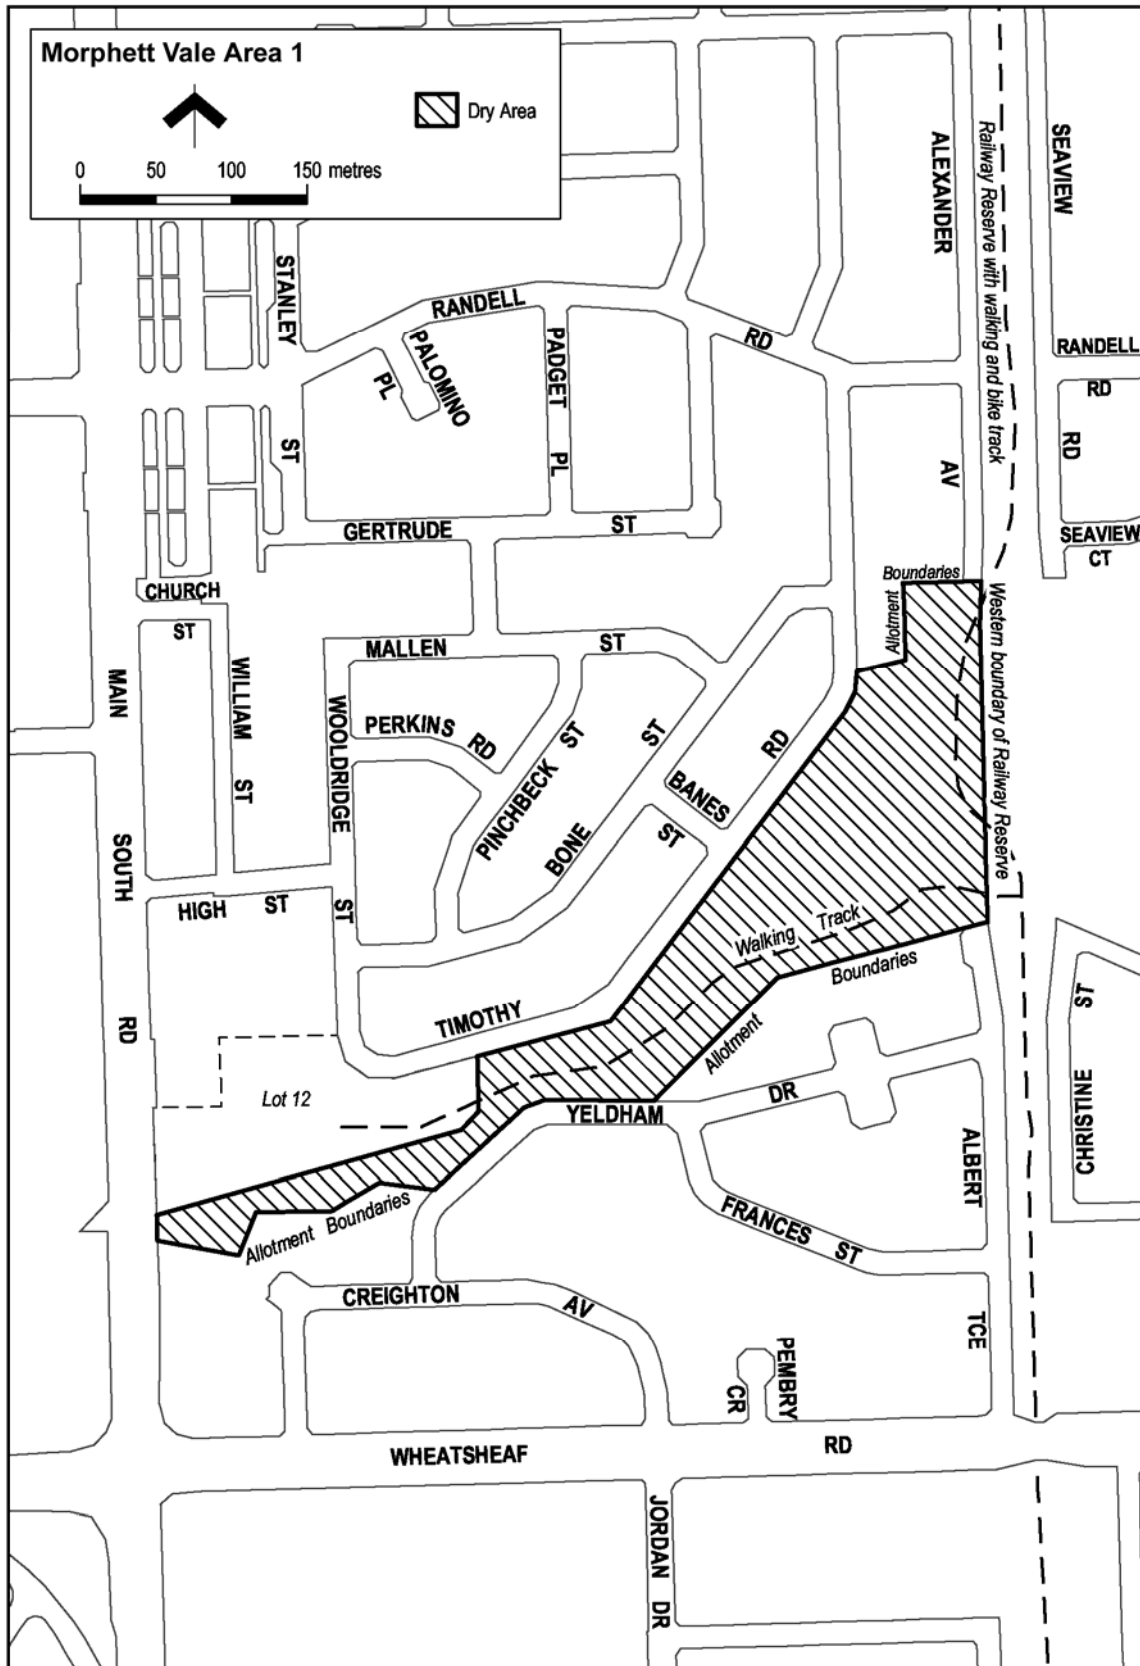 Morphett Vale Area 1
Dry Area
0 50 100 150 metres
ALEXANDER
AV
Railway Reserve with walking and bike track
SEAVIEW
RD
STANLEY
ST
RANDELL
RD
RANDELL
RD
PALOMINO
PL
PADGET
PL
GERTRUDE
ST
SEAVIEW
CT
CHURCH
ST
Boundaries
Allotment
Western boundary of Railway Reserve
MAIN
SOUTH
RD
WILLIAM
ST
MALLEN
ST
WOOLDRIDGE
ST
PERKINS
RD
PINCHBECK
ST
BONE
ST
BANES
ST
TIMOTHY
RD
HIGH
ST
Walking
Track
Boundaries
Allotment
Lot 12
YELDHAM
DR
CHRISTINE
ST
ALBERT
TCE
FRANCES
ST
Allotment
Boundaries
CREIGHTON
AV
PEMBRY
CR
WHEATSHEAF
RD
JORDAN
DR